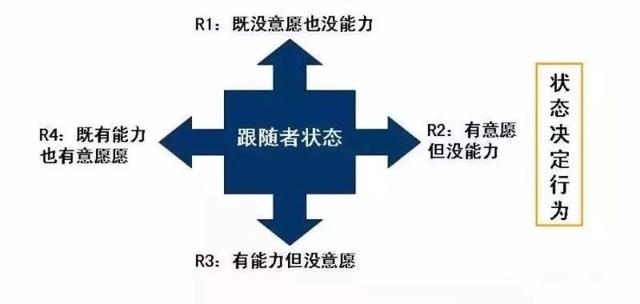 R1：既没意愿也没能力
R4：既有能力
也有意愿愿
跟随者状态
R2：有意愿
但没能力
R3：有能力但没意愿
状态决定行为